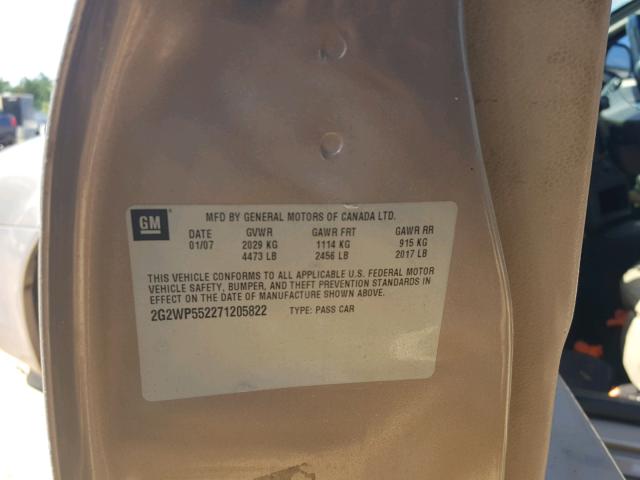 GM
MFD BY GENERAL MOTORS OF CANADA LTD.
DATE GVWR GAWR FRT GAWR RR
01/07 2029 KG 1114 KG 915 KG
4473 LB 2456 LB 2017 LB
THIS VEHICLE CONFORMS TO ALL APPLICABLE U.S. FEDERAL MOTOR
VEHICLE SAFETY, BUMPER, AND THEFT PREVENTION STANDARDS IN
EFFECT ON THE DATE OF MANUFACTURE SHOWN ABOVE.
2G2WP552271205822 TYPE: PASS CAR